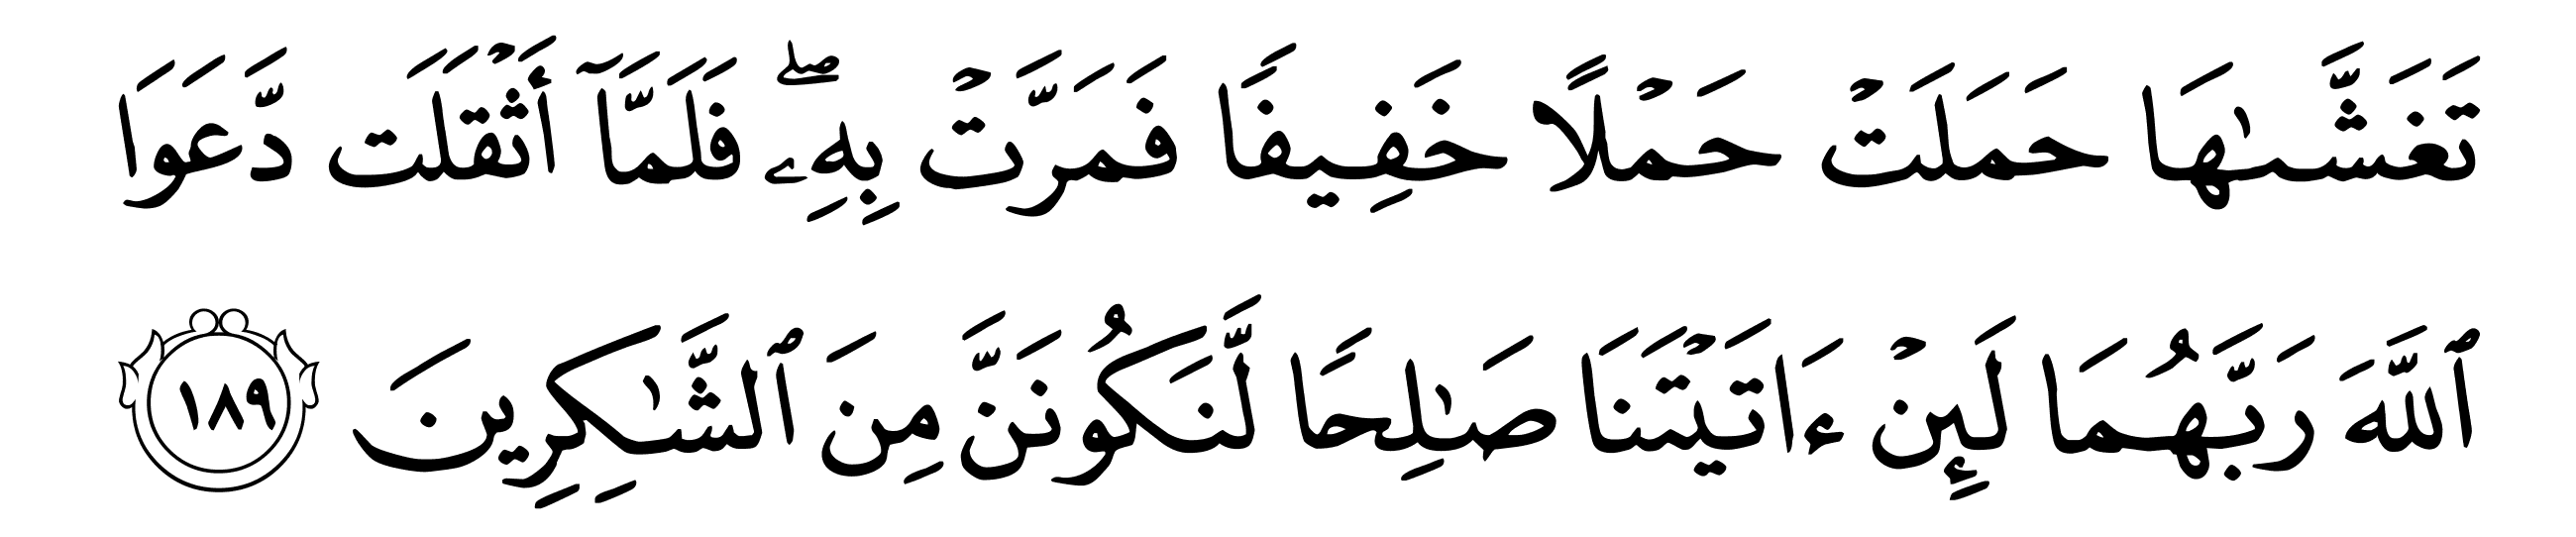 تَغَشَّىٰهَا حَمَلَتۡ حَمۡلًا خَفِيفٗا فَمَرَّتۡ بِهِۦۖ فَلَمَّآ أَثۡقَلَت دَّعَوَا
ٱللَّهَ رَبَّهُمَا لَئِنۡ ءَاتَيۡتَنَا صَٰلِحٗا لَّنَكُونَنَّ مِنَ ٱلشَّٰكِرِينَ ١٨٩